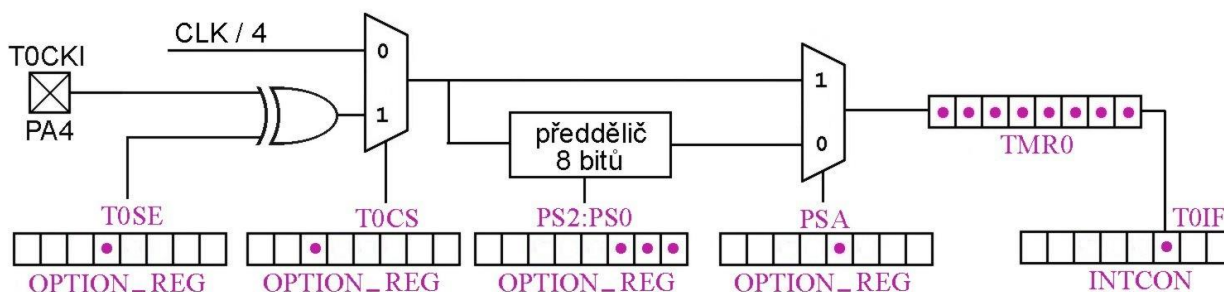 CLK / 4
T0CKI
PA4
0
1
předdělič
8 bitů
1
0
TMR0
T0SE
T0CS
PS2:PS0
PSA
T0IF
OPTION_REG
OPTION_REG
OPTION_REG
OPTION_REG
INTCON